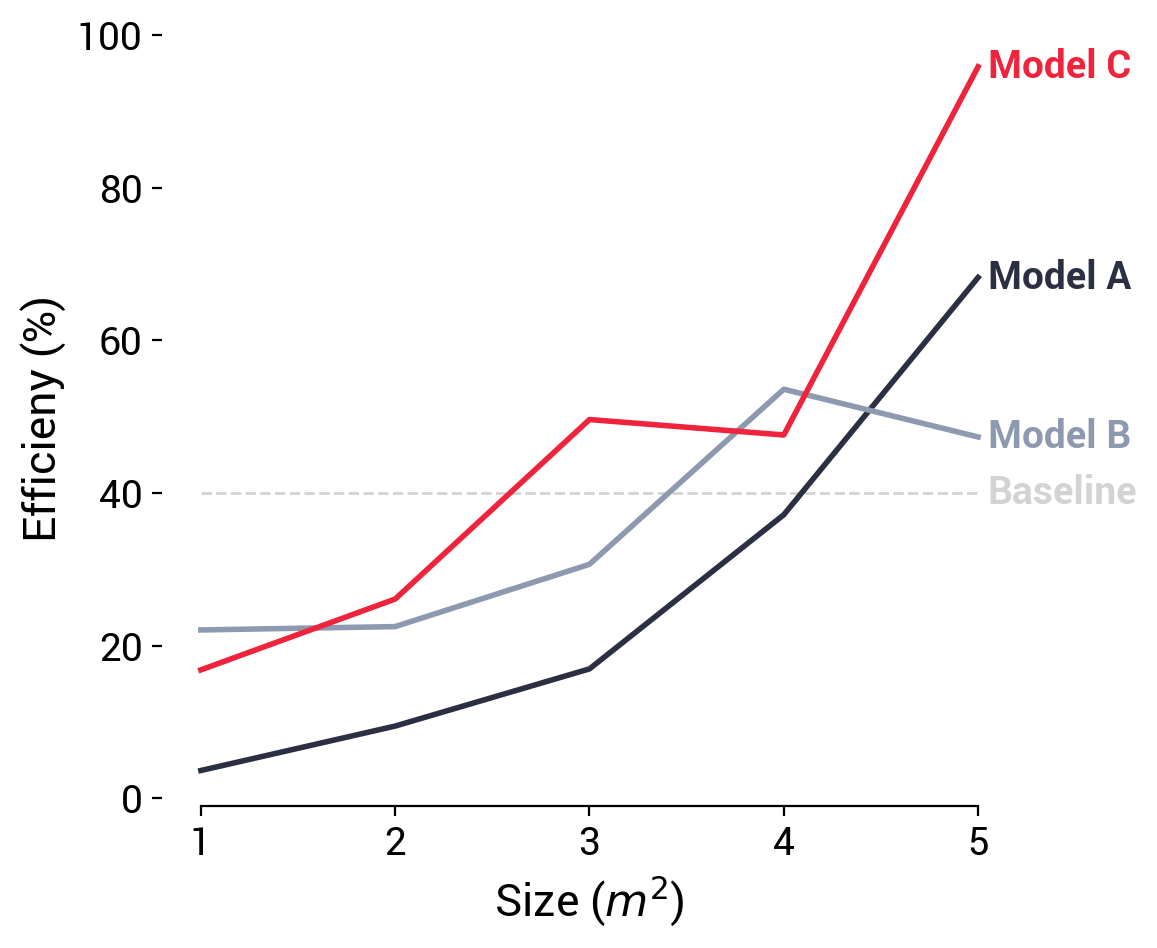 100
80
60
40
20
0
Efficieny (%)
Model C
Model A
Model B
Baseline
1 2 3 4 5
Size (m²)